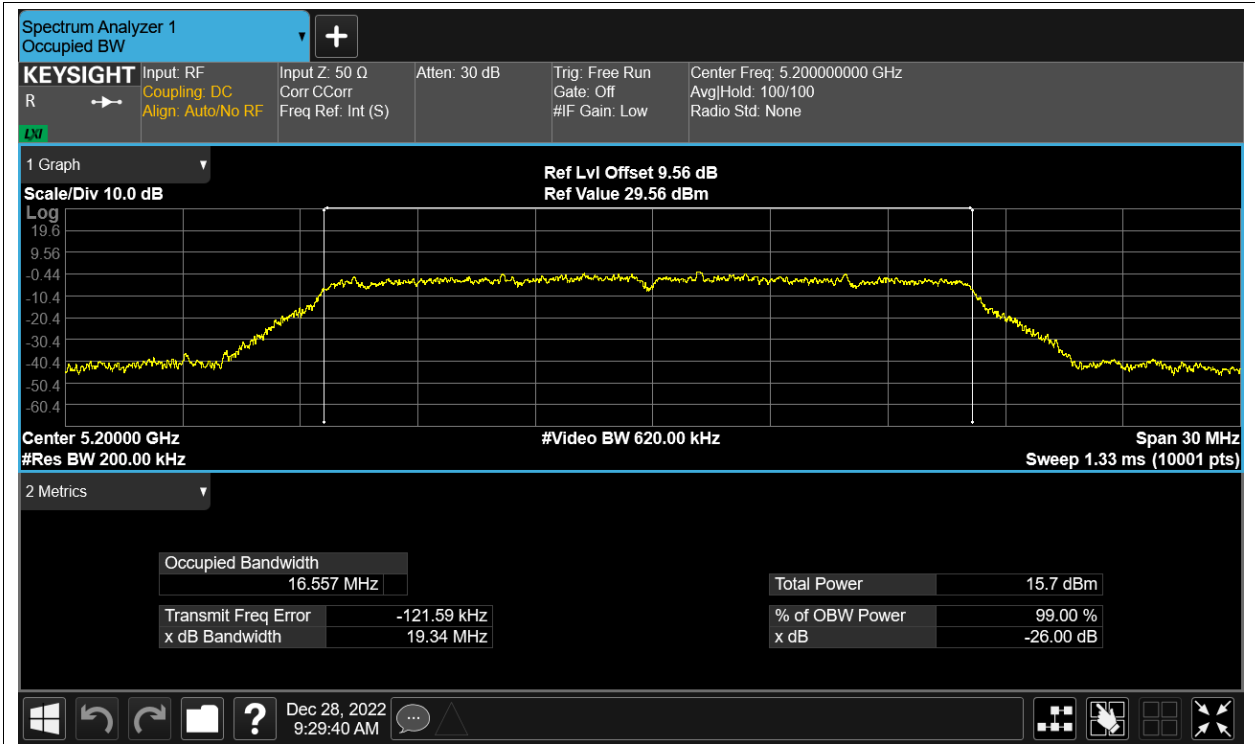 Spectrum Analyzer 1
Occupied BW
KEYSIGHT
R
LXI
Input: RF
Coupling: DC
Align: Auto/No RF
Input Z: 50 Ω
Corr CCorr
Freq Ref: Int (S)
Atten: 30 dB
Trig: Free Run
Gate: Off
#IF Gain: Low
Center Freq: 5.200000000 GHz
Avg|Hold: 100/100
Radio Std: None
1 Graph
Scale/Div 10.0 dB
Ref Lvl Offset 9.56 dB
Ref Value 29.56 dBm
Log
19.6
9.56
-0.44
-10.4
-20.4
-30.4
-40.4
-50.4
-60.4
Center 5.20000 GHz
#Video BW 620.00 kHz
Span 30 MHz
#Res BW 200.00 kHz
Sweep 1.33 ms (10001 pts)
2 Metrics
Occupied Bandwidth
16.557 MHz
Transmit Freq Error -121.59 kHz
x dB Bandwidth 19.34 MHz
Total Power 15.7 dBm
% of OBW Power 99.00 %
x dB -26.00 dB
?
Dec 28, 2022
9:29:40 AM